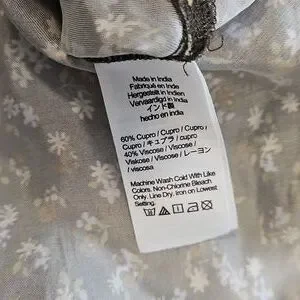 Made in India
Fabriqué en Inde
Hergestellt in Indien
Vervaardigd in India
インド製
hecho en India
60% Cupro / Cupro / Cupro
Cupro / キュプラ / cupro
40% Viscose / Viscose /
Viskose / Viscose / レーヨン
/ viscosa
Machine Wash Cold With Like
Colors. Non-Chlorine Bleach
Only. Line Dry. Iron on Lowest
Setting.